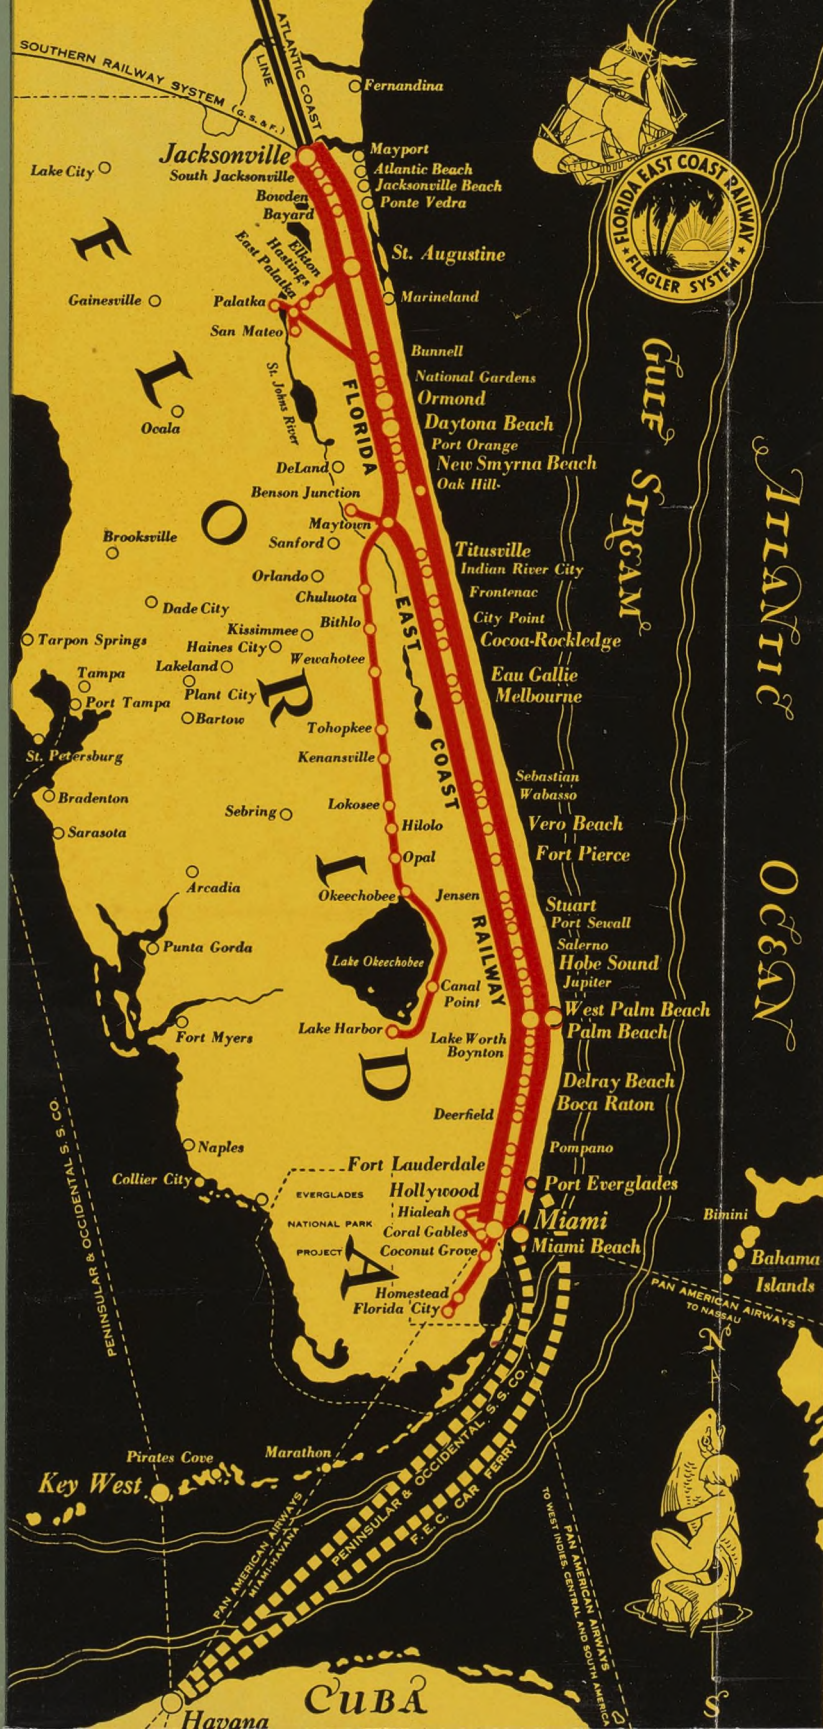 SOUTHERN RAILWAY SYSTEM (G.S.&F.)
ATLANTIC COAST
LINE
Fernandina
Jacksonville
South Jacksonville
Mayport
Atlantic Beach
Jacksonville Beach
Ponte Vedra
Lake City
Bowden
Bayard
FLORIDA EAST COAST RAILWAY
★ FLAGLER SYSTEM ★
Elkton
Hastings
East Palatka
St. Augustine
Gainesville
Palatka
Marineland
San Mateo
St. Johns River
Bunnell
National Gardens
Ormond
Daytona Beach
Port Orange
New Smyrna Beach
Oak Hill
Ocala
DeLand
Benson Junction
Maytown
Sanford
Brooksville
Orlando
Chuluota
Titusville
Indian River City
Frontenac
City Point
Cocoa-Rockledge
Dade City
Bithlo
Kissimmee
Haines City
Wewahotee
Tarpon Springs
Lakeland
Tampa
Plant City
Port Tampa
Bartow
Eau Gallie
Melbourne
Tohopkee
Kenansville
St. Petersburg
Bradenton
Sarasota
Sebring
Lokosee
Hilolo
Opal
Okeechobee
Sebastian
Wabasso
Vero Beach
Fort Pierce
Arcadia
Jensen
Stuart
Port Sewall
Salerno
Hobe Sound
Jupiter
Punta Gorda
Lake Okeechobee
Canal
Point
West Palm Beach
Palm Beach
Fort Myers
Lake Harbor
Lake Worth
Boynton
Delray Beach
Boca Raton
Deerfield
Naples
Pompano
Collier City
Fort Lauderdale
Port Everglades
Hollywood
Hialeah
Coral Gables
Coconut Grove
Miami
Miami Beach
EVERGLADES
NATIONAL PARK
PROJECT
Homestead
Florida City
FLORIDA
FLORIDA EAST COAST RAILWAY
GULF STREAM
ATLANTIC OCEAN
Bimini
Bahama
Islands
PAN AMERICAN AIRWAYS
TO NASSAU
N
S
PENINSULAR & OCCIDENTAL S. S. CO.
Pirates Cove
Marathon
Key West
PENINSULAR & OCCIDENTAL S. S. CO.
F. E. C. CAR FERRY
PAN AMERICAN AIRWAYS
MIAMI-HAVANA
PAN AMERICAN AIRWAYS
TO WEST INDIES, CENTRAL AND SOUTH AMERICA
CUBA
Havana